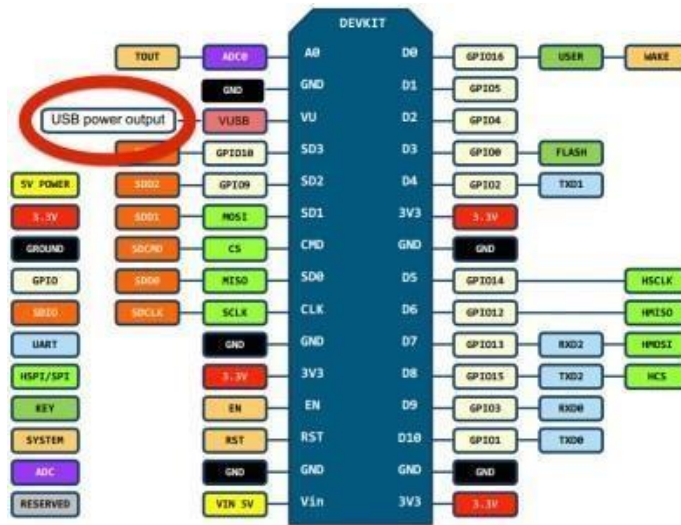 DEVKIT
TOUT ADC0 A0 D0 GPIO16 USER WAKE
GND GND D1 GPIO5
USB power output VUSB VU D2 GPIO4
GPIO10 SD3 D3 GPIO0 FLASH
5V POWER SDD2 GPIO9 SD2 D4 GPIO2 TXD1
3.3V SDD1 MOSI SD1 3V3 3.3V
GROUND SDCMD CS CMD GND GND
GPIO SDD0 MISO SD0 D5 GPIO14 HSCLK
SDIO SDCLK SCLK CLK D6 GPIO12 HMISO
UART GND GND D7 GPIO13 RXD2 HMOSI
HSPI/SPI 3.3V 3V3 D8 GPIO15 TXD2 HCS
KEY EN EN D9 GPIO3 RXD0
SYSTEM RST RST D10 GPIO1 TXD0
ADC GND GND GND GND
RESERVED VIN 5V Vin 3V3 3.3V